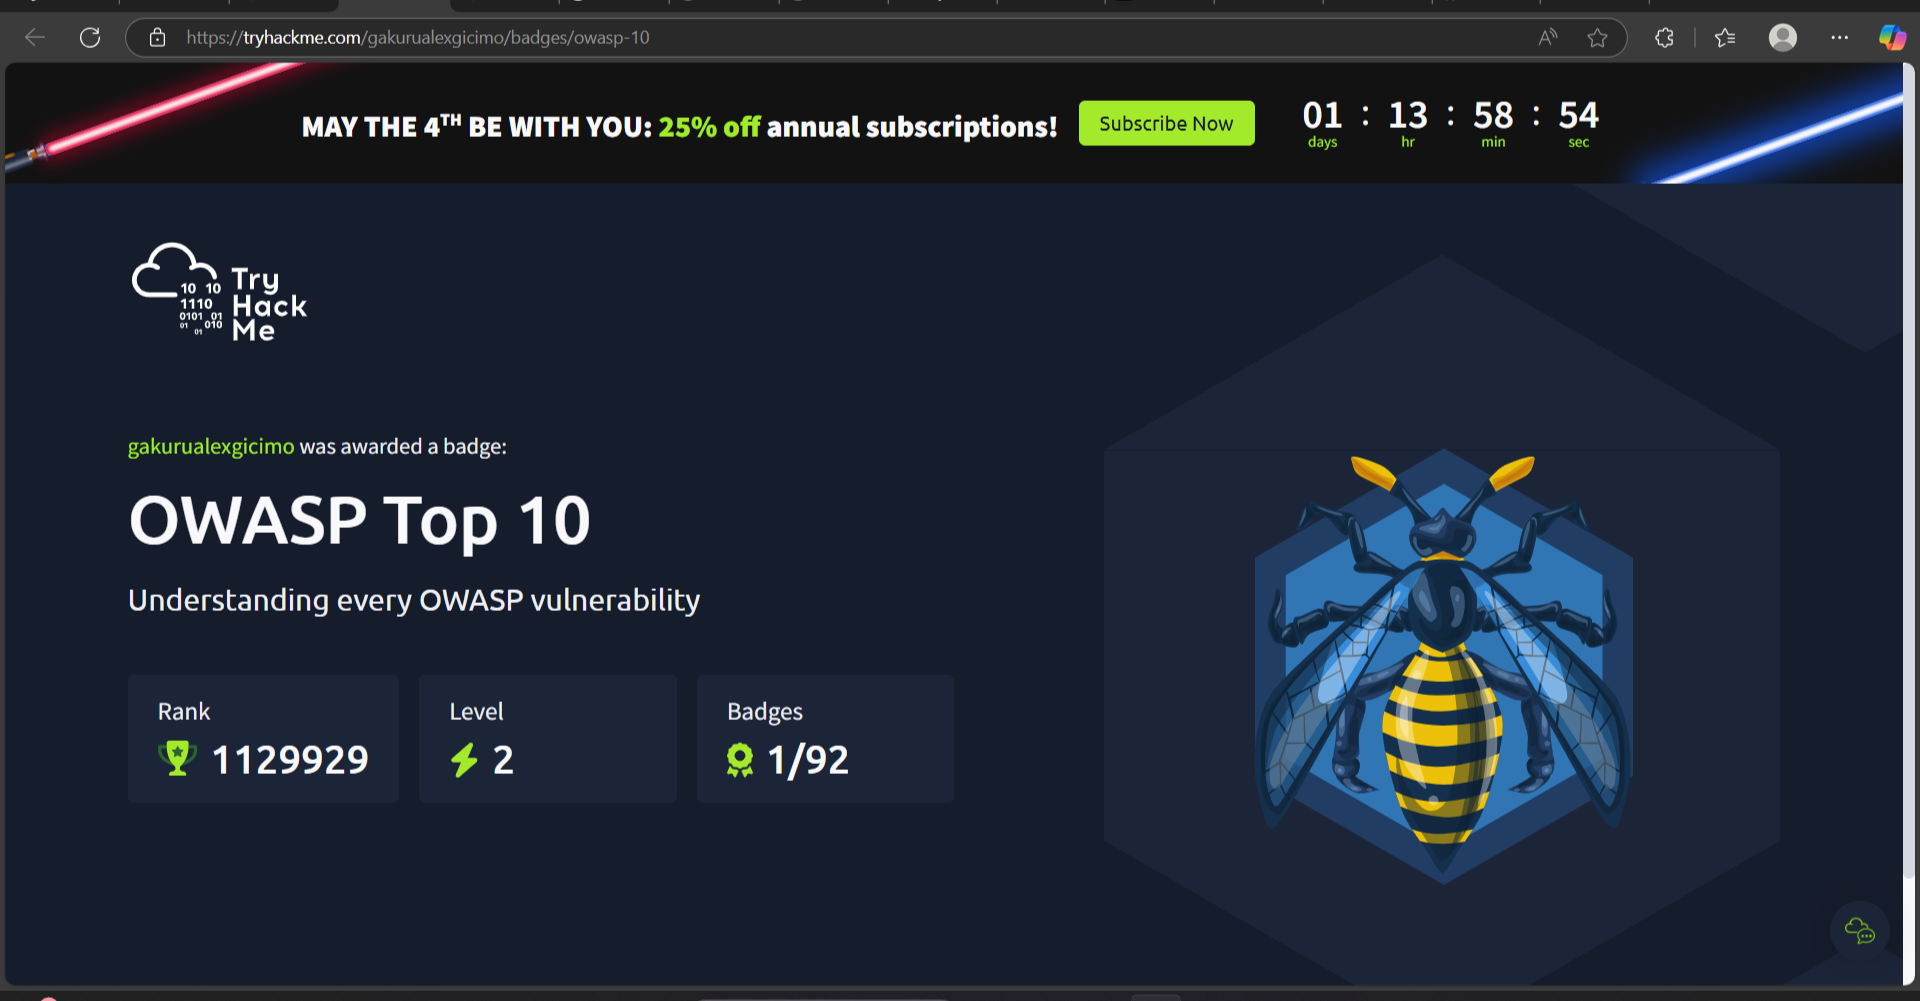 https://tryhackme.com/gakurualexgicimo/badges/owasp-10
MAY THE 4TH BE WITH YOU: 25% off annual subscriptions!
Subscribe Now
01 : 13 : 58 : 54
days hr min sec
10 10
1110
0101 01
01 010
01
Try
Hack
Me
gakurualexgicimo was awarded a badge:
OWASP Top 10
Understanding every OWASP vulnerability
Rank
1129929
Level
2
Badges
1/92